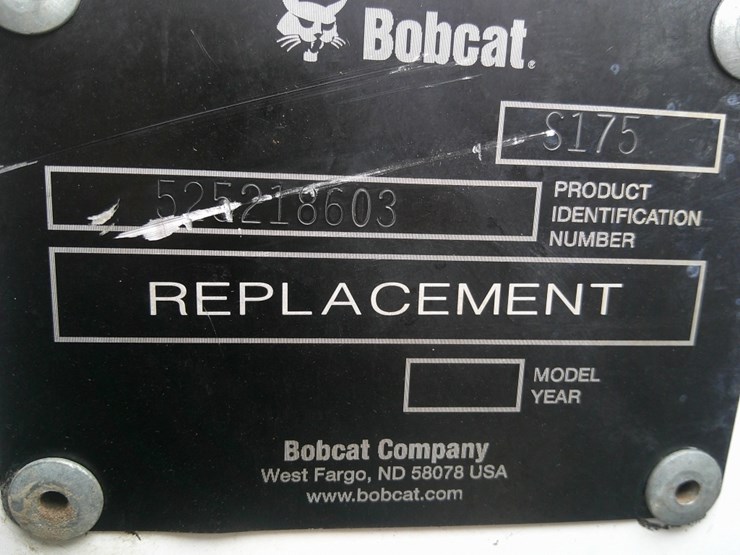 Bobcat®
S175
525218603
PRODUCT
IDENTIFICATION
NUMBER
REPLACEMENT
MODEL
YEAR
Bobcat Company
West Fargo, ND 58078 USA
www.bobcat.com